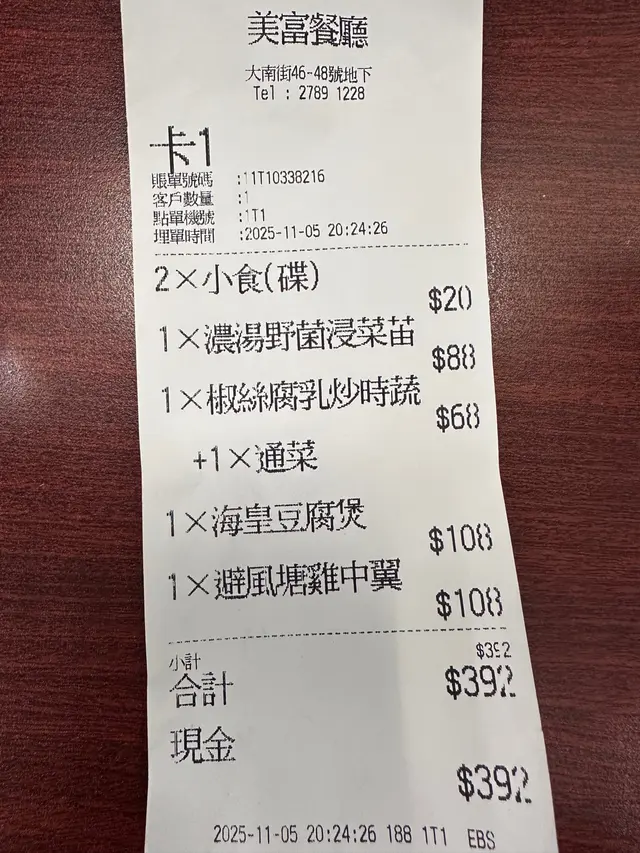 美富餐廳
大南街46-48號地下
Tel : 2789 1228
卡1
賬單號碼 :11T10338216
客戶數量 :1
點單機號 :1T1
埋單時間 :2025-11-05 20:24:26
2×小食(碟) $20
1×濃湯野菌浸菜苗 $88
1×椒絲腐乳炒時蔬 $68
+1×通菜
1×海皇豆腐煲 $108
1×避風塘雞中翼 $108
小計 $392
合計 $392
現金 $392
2025-11-05 20:24:26 188 1T1 EBS